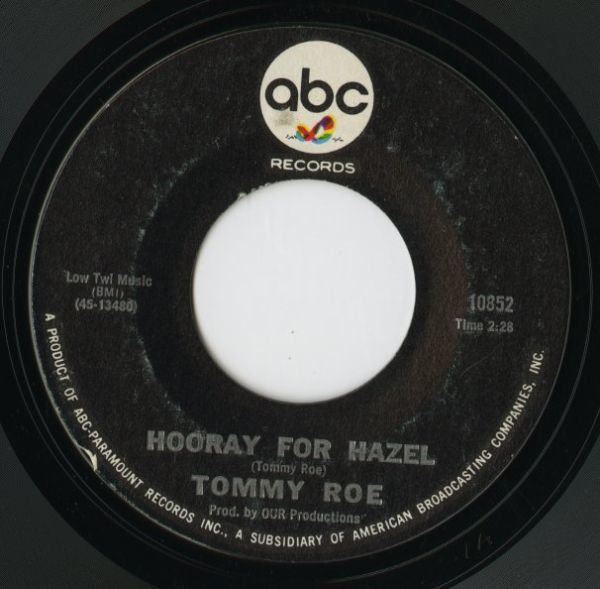 abc
RECORDS
Low Twi Music
(BMI)
(45-13480)
10852
Time 2:28
HOORAY FOR HAZEL
(Tommy Roe)
TOMMY ROE
Prod. by OUR Productions
A PRODUCT OF ABC-PARAMOUNT RECORDS INC., A SUBSIDIARY OF AMERICAN BROADCASTING COMPANIES, INC.